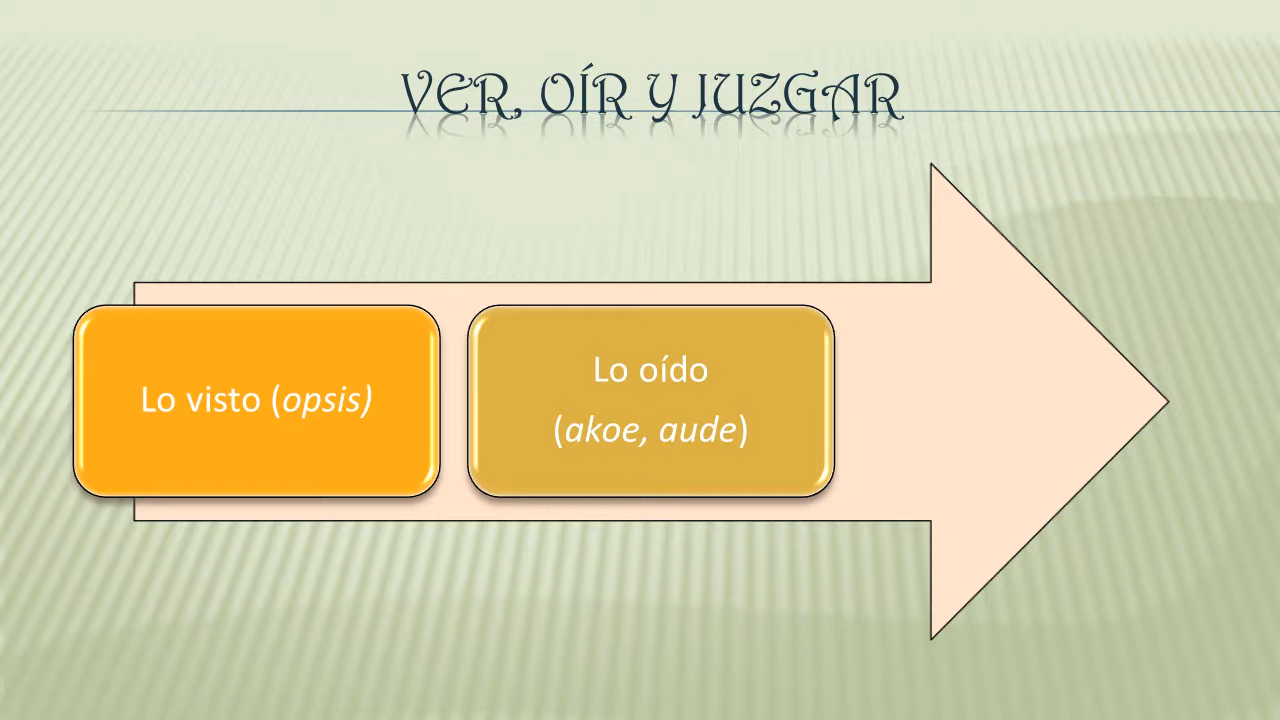 VER, OÍR Y JUZGAR
Lo visto (opsis)
Lo oído
(akoe, aude)